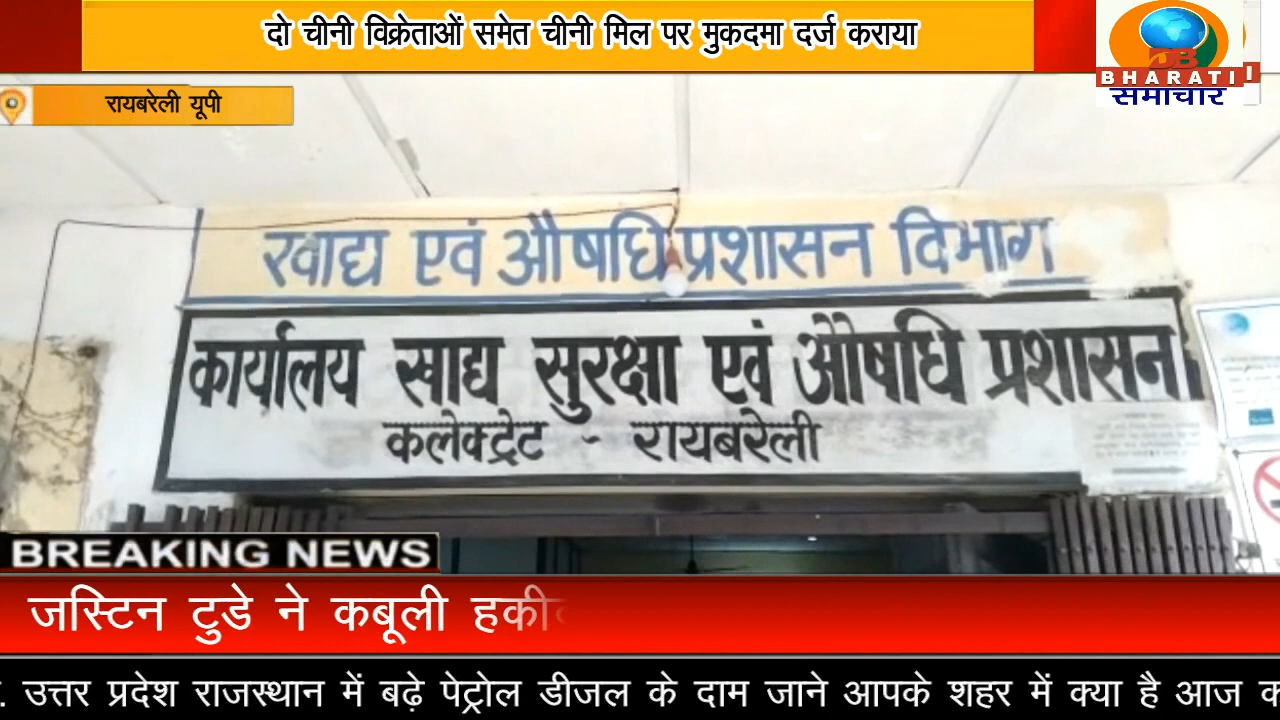 दो चीनी विक्रेताओं समेत चीनी मिल पर मुकदमा दर्ज कराया
BHARATI
समाचार
रायबरेली यूपी
खाद्य एवं औषधि प्रशासन विभाग
कार्यालय खाद्य सुरक्षा एवं औषधि प्रशासन।
कलेक्ट्रेट - रायबरेली
BREAKING NEWS
जस्टिन टुडे ने कबूली
. उत्तर प्रदेश राजस्थान में बढ़े पेट्रोल डीजल के दाम जाने आपके शहर में क्या है आज